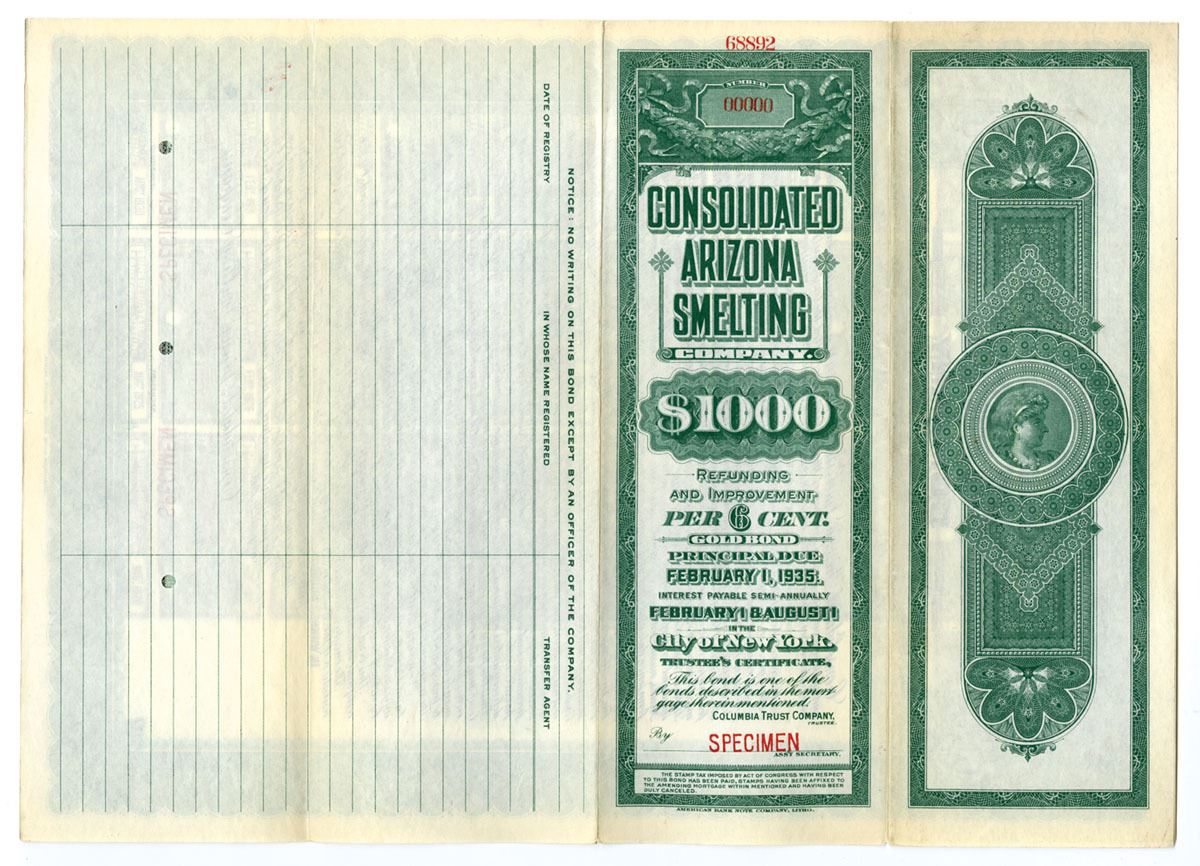 DATE OF REGISTRY
IN WHOSE NAME REGISTERED
TRANSFER AGENT
NOTICE: NO WRITING ON THIS BOND EXCEPT BY AN OFFICER OF THE COMPANY.
68892
NUMBER
00000
CONSOLIDATED
ARIZONA
SMELTING
COMPANY.
$1000
REFUNDING
AND IMPROVEMENT
PER 6 CENT.
GOLD BOND
PRINCIPAL DUE
FEBRUARY 1, 1935,
INTEREST PAYABLE SEMI-ANNUALLY
FEBRUARY 1 & AUGUST 1
IN THE
City of New York.
TRUSTEE'S CERTIFICATE,
This bond is one of the
bonds described in the mort-
gage therein mentioned.
COLUMBIA TRUST COMPANY,
TRUSTEE.
By
SPECIMEN
ASST SECRETARY.
THE STAMP TAX IMPOSED BY ACT OF CONGRESS WITH RESPECT
TO THIS BOND HAS BEEN PAID, STAMPS HAVING BEEN AFFIXED TO
THE AMENDING MORTGAGE WITHIN MENTIONED AND HAVING BEEN
DULY CANCELED.
AMERICAN BANK NOTE COMPANY, LITHO.
SPECIMEN
SPECIMEN